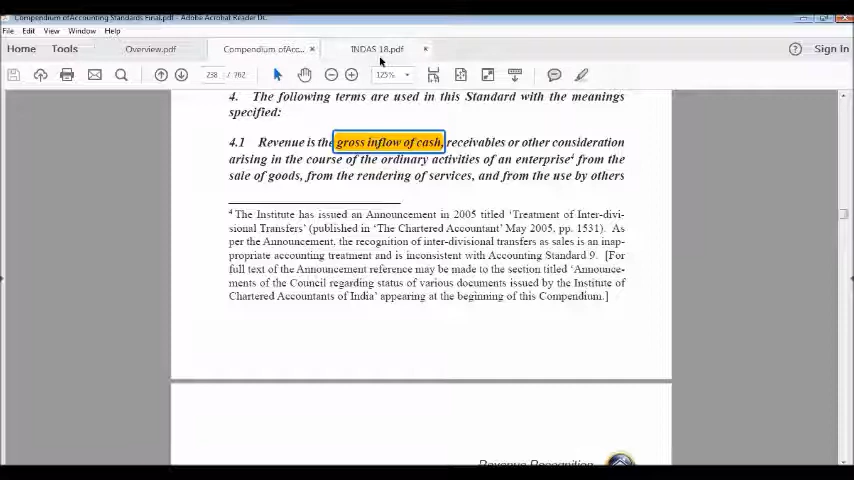 Compendium of Accounting Standards Final.pdf - Adobe Acrobat Reader DC
File Edit View Window Help
Home Tools Overview.pdf Compendium ofAcc... × INDAS 18.pdf × Sign In
238 / 762 125%
4. The following terms are used in this Standard with the meanings
specified:
4.1 Revenue is the gross inflow of cash, receivables or other consideration
arising in the course of the ordinary activities of an enterprise⁴ from the
sale of goods, from the rendering of services, and from the use by others
⁴ The Institute has issued an Announcement in 2005 titled ‘Treatment of Inter-divi-
sional Transfers’ (published in ‘The Chartered Accountant’ May 2005, pp. 1531). As
per the Announcement, the recognition of inter-divisional transfers as sales is an inap-
propriate accounting treatment and is inconsistent with Accounting Standard 9. [For
full text of the Announcement reference may be made to the section titled ‘Announce-
ments of the Council regarding status of various documents issued by the Institute of
Chartered Accountants of India’ appearing at the beginning of this Compendium.]
Revenue Recognition